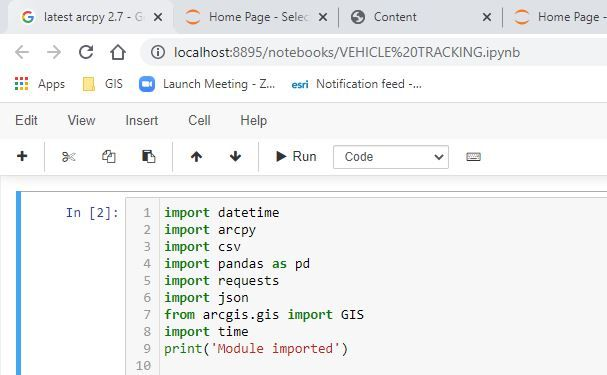 latest arcpy 2.7 - G
Home Page - Selec
Content
Home Page -
localhost:8895/notebooks/VEHICLE%20TRACKING.ipynb
Apps GIS Launch Meeting - Z... esri Notification feed -...
Edit View Insert Cell Help
Run Code
In [2]:
1 import datetime
2 import arcpy
3 import csv
4 import pandas as pd
5 import requests
6 import json
7 from arcgis.gis import GIS
8 import time
9 print('Module imported')
10